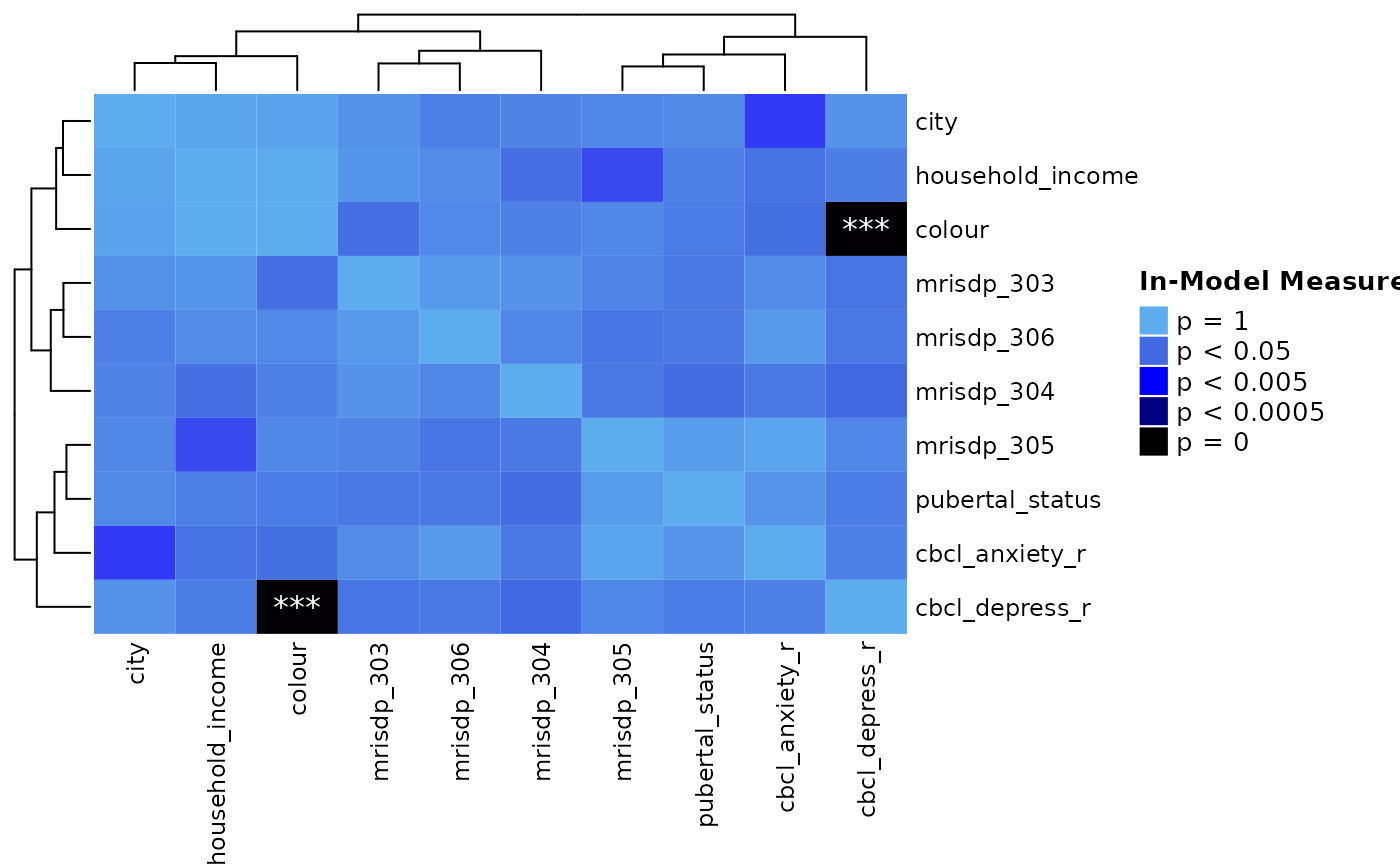 city
household_income
***
colour
mrisdp_303
mrisdp_306
mrisdp_304
mrisdp_305
pubertal_status
cbcl_anxiety_r
***
cbcl_depress_r
city
household_income
colour
mrisdp_303
mrisdp_306
mrisdp_304
mrisdp_305
pubertal_status
cbcl_anxiety_r
cbcl_depress_r
In-Model Measure
p = 1
p < 0.05
p < 0.005
p < 0.0005
p = 0